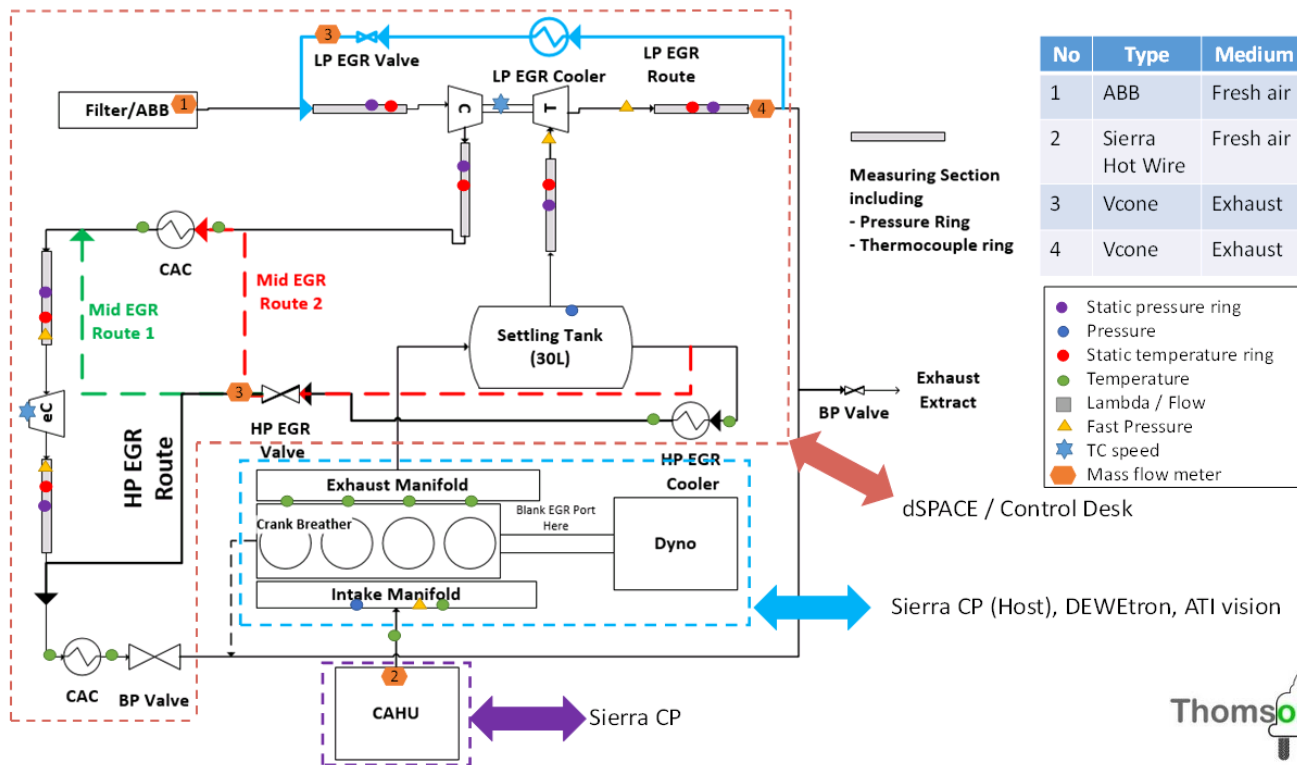 3
LP EGR Valve
LP EGR Cooler
LP EGR
Route
Filter/ABB
1
C
T
4
Measuring Section
including
- Pressure Ring
- Thermocouple ring
No Type Medium
1 ABB Fresh air
2 Sierra Hot Wire Fresh air
3 Vcone Exhaust
4 Vcone Exhaust
CAC
Mid EGR
Route 1
Mid EGR
Route 2
Settling Tank
(30L)
Static pressure ring
Pressure
Static temperature ring
Temperature
Lambda / Flow
Fast Pressure
TC speed
Mass flow meter
eC
3
HP EGR
Valve
HP EGR
Route
HP EGR
Cooler
BP Valve
Exhaust
Extract
dSPACE / Control Desk
Exhaust Manifold
Crank Breather
Blank EGR Port
Here
Dyno
Intake Manifold
Sierra CP (Host), DEWEtron, ATI vision
CAC
BP Valve
2
CAHU
Sierra CP